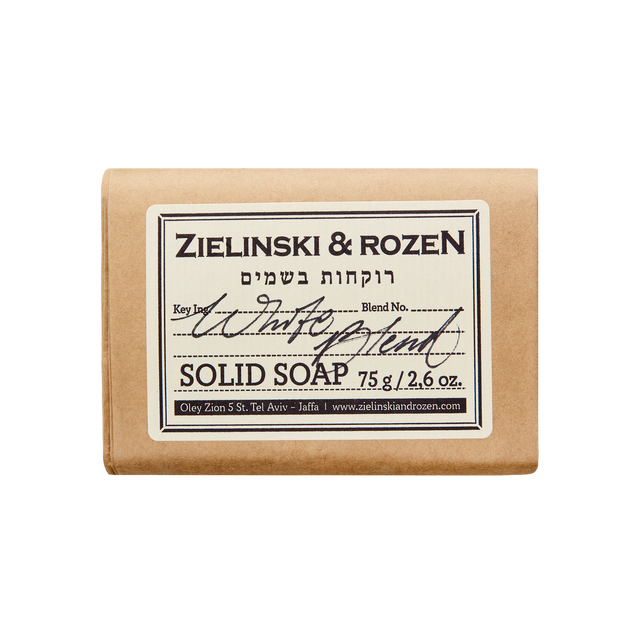 ZIELINSKI & ROZEN
רוקחות בשמים
Key Ing. Blend No.
White Blend
SOLID SOAP 75 g / 2,6 oz.
Oley Zion 5 St. Tel Aviv - Jaffa | www.zielinskiandrozen.com